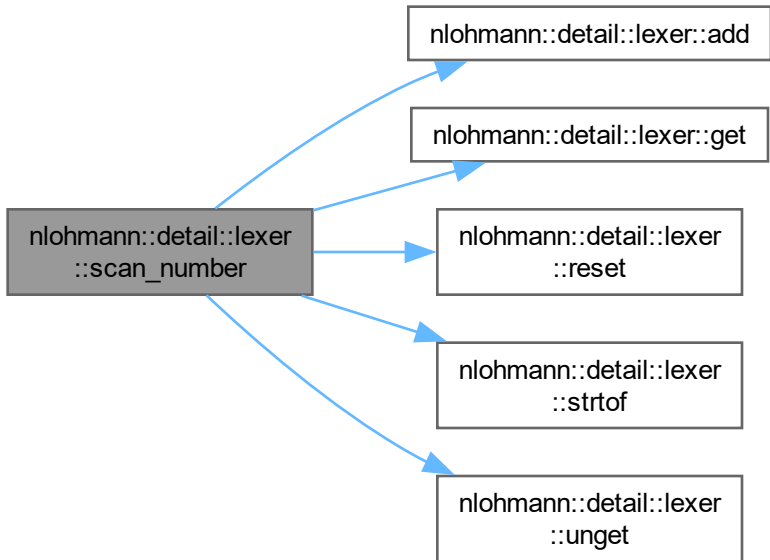 nlohmann::detail::lexer::add
nlohmann::detail::lexer::get
nlohmann::detail::lexer
::scan_number
nlohmann::detail::lexer
::reset
nlohmann::detail::lexer
::strtof
nlohmann::detail::lexer
::unget